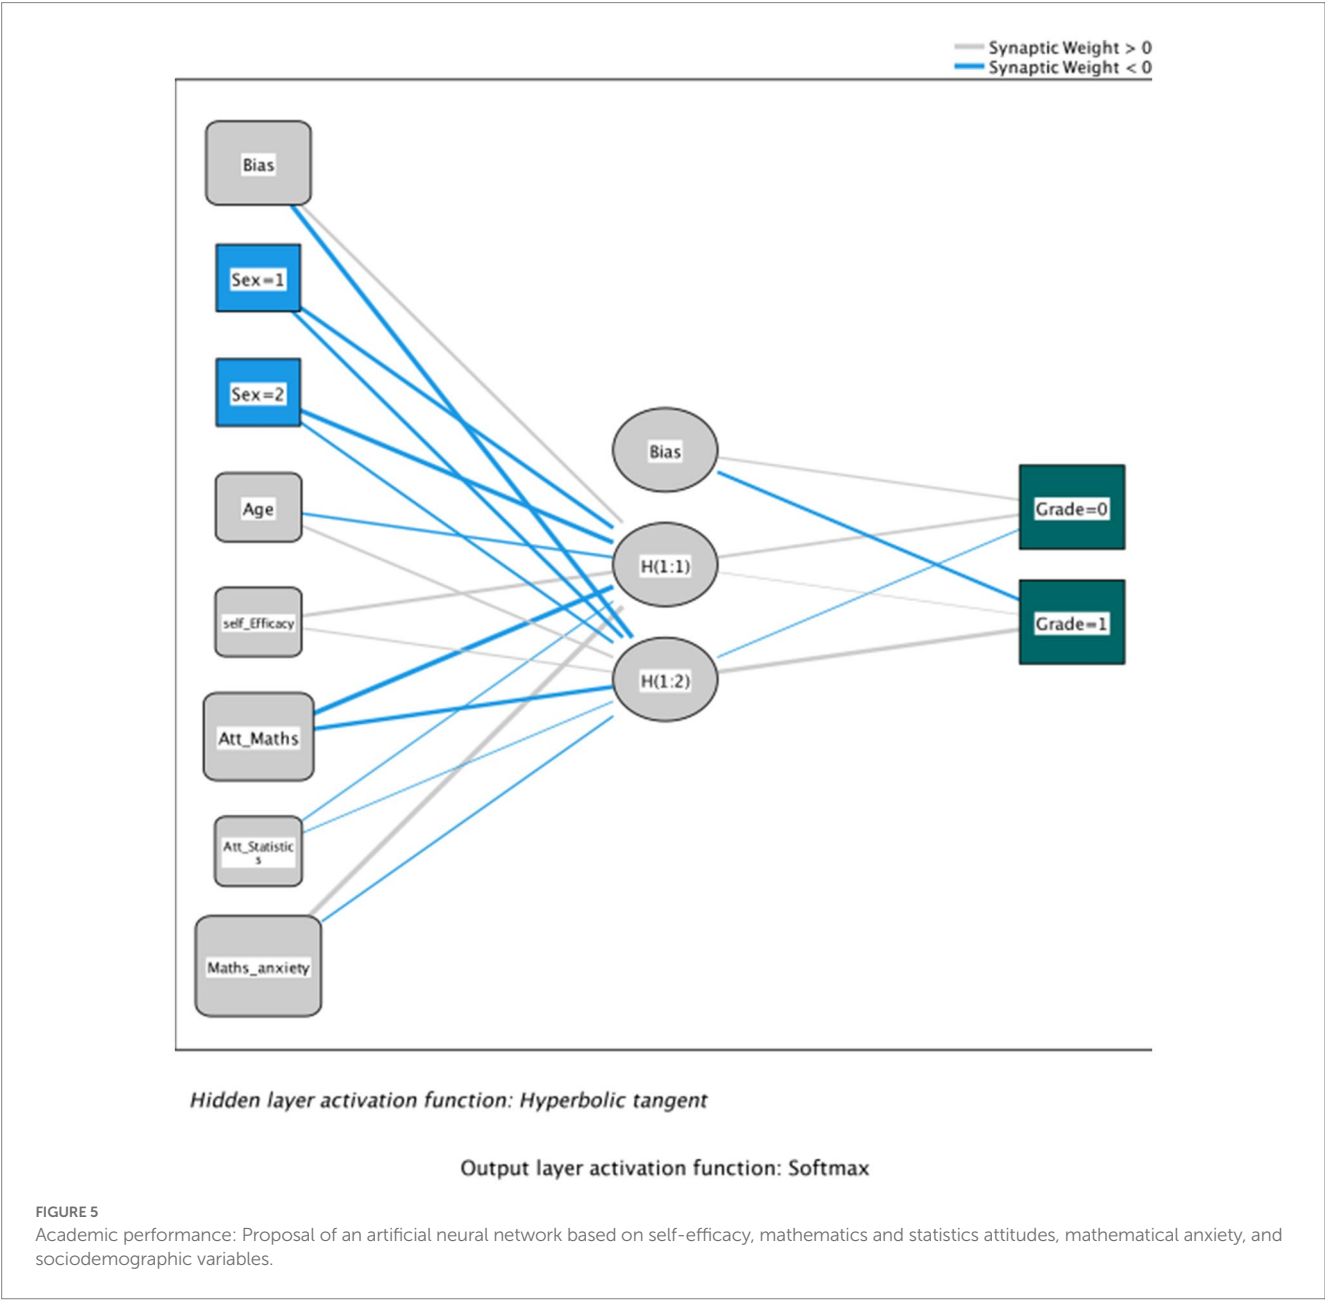 Synaptic Weight > 0
Synaptic Weight < 0
Bias
Sex=1
Sex=2
Age
self_Efficacy
Att_Maths
Att_Statistic
s
Maths_anxiety
Bias
H(1:1)
H(1:2)
Grade=0
Grade=1
Hidden layer activation function: Hyperbolic tangent
Output layer activation function: Softmax
FIGURE 5
Academic performance: Proposal of an artificial neural network based on self-efficacy, mathematics and statistics attitudes, mathematical anxiety, and
sociodemographic variables.